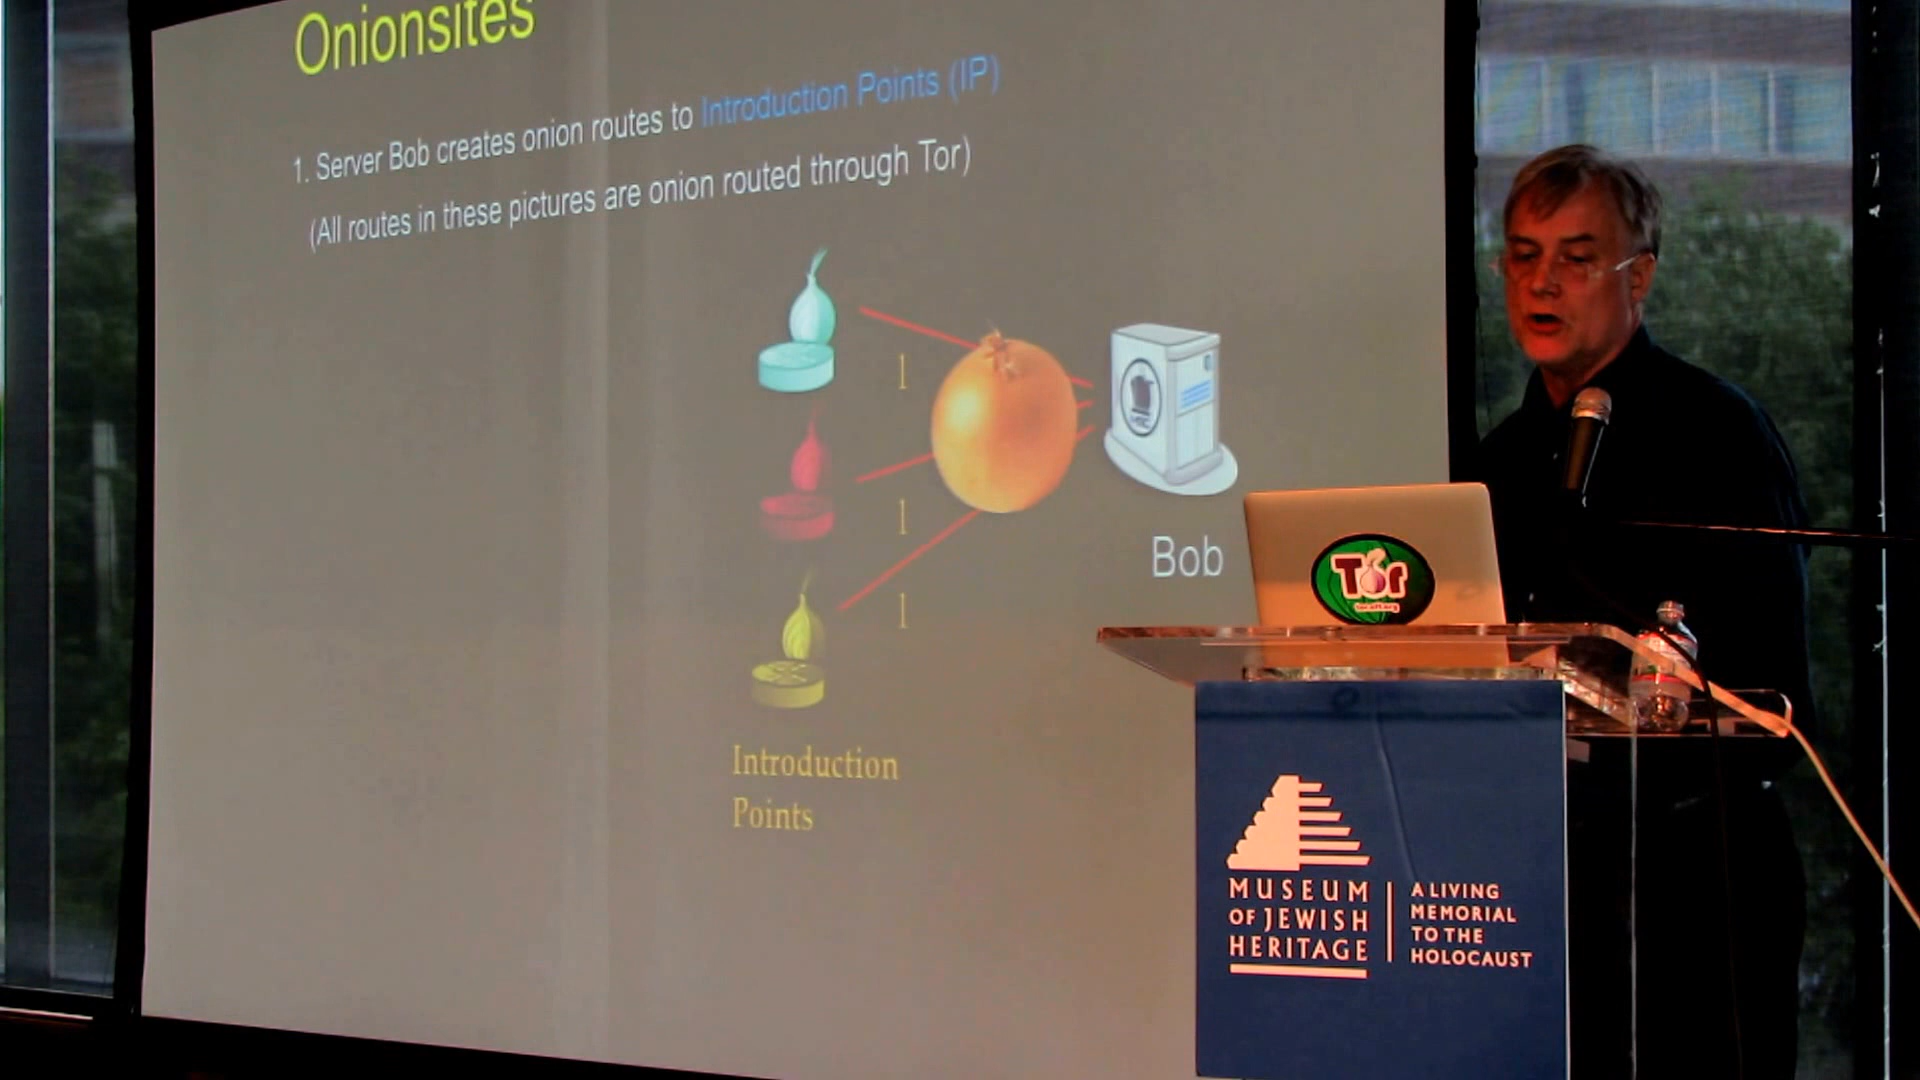 Onionsites
1. Server Bob creates onion routes to Introduction Points (IP)
(All routes in these pictures are onion routed through Tor)
1
1
1
Bob
Introduction
Points
Tor
MUSEUM
OF JEWISH
HERITAGE
A LIVING
MEMORIAL
TO THE
HOLOCAUST